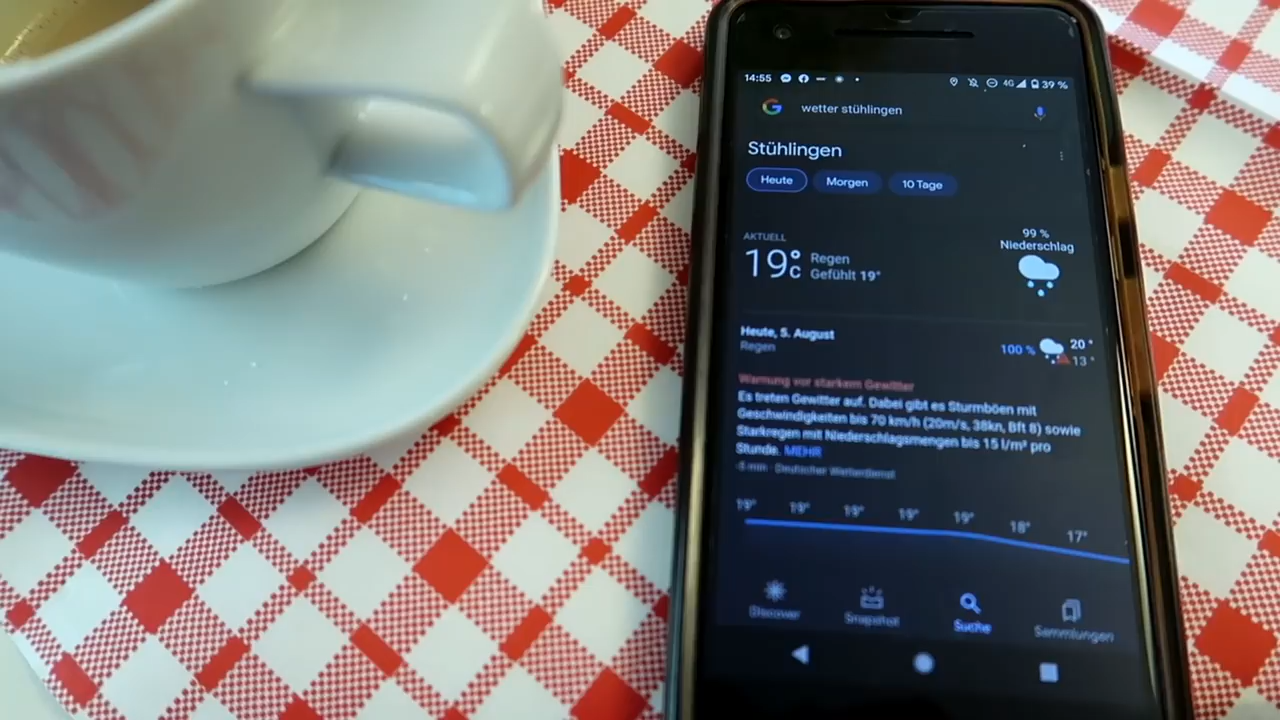 14:55 4G 39 %
wetter stühlingen
Stühlingen
Heute Morgen 10 Tage
AKTUELL
19°C
Regen
Gefühlt 19°
99 %
Niederschlag
Heute, 5. August
Regen
100 % 20°
13°
Warnung vor starkem Gewitter
Es treten Gewitter auf. Dabei gibt es Sturmböen mit
Geschwindigkeiten bis 70 km/h (20m/s, 38kn, Bft 8) sowie
Starkregen mit Niederschlagsmengen bis 15 l/m² pro
Stunde. MEHR
-5 min · Deutscher Wetterdienst
19° 19° 19° 19° 19° 18° 17°
Discover Snapshot Suche Sammlungen